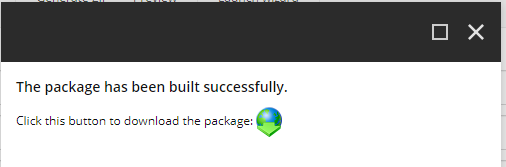 The package has been built successfully.
Click this button to download the package: